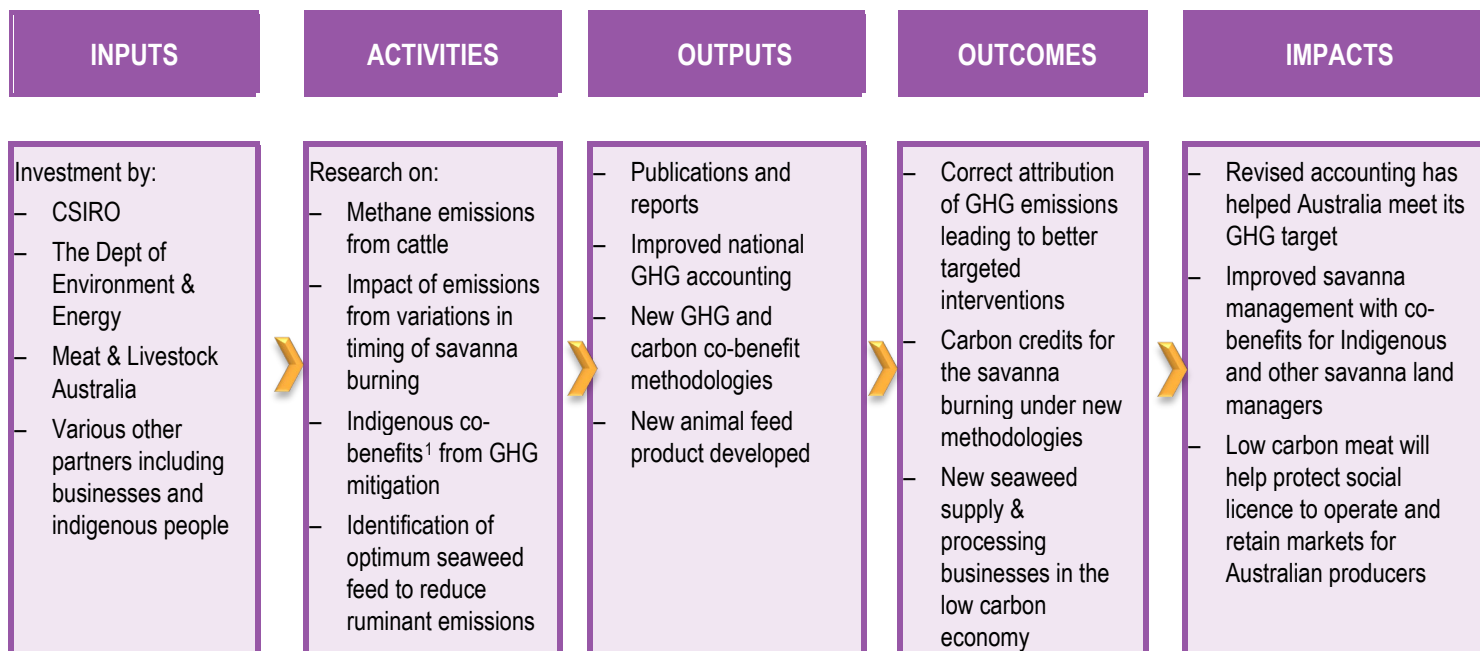 INPUTS
ACTIVITIES
OUTPUTS
OUTCOMES
IMPACTS
Investment by:
– CSIRO
– The Dept of
Environment &
Energy
– Meat & Livestock
Australia
– Various other
partners including
businesses and
indigenous people
Research on:
– Methane emissions
from cattle
– Impact of emissions
from variations in
timing of savanna
burning
– Indigenous co-
benefits¹ from GHG
mitigation
– Identification of
optimum seaweed
feed to reduce
ruminant emissions
– Publications and
reports
– Improved national
GHG accounting
– New GHG and
carbon co-benefit
methodologies
– New animal feed
product developed
– Correct attribution
of GHG emissions
leading to better
targeted
interventions
– Carbon credits for
the savanna
burning under new
methodologies
– New seaweed
supply &
processing
businesses in the
low carbon
economy
– Revised accounting has
helped Australia meet its
GHG target
– Improved savanna
management with co-
benefits for Indigenous
and other savanna land
managers
– Low carbon meat will
help protect social
licence to operate and
retain markets for
Australian producers